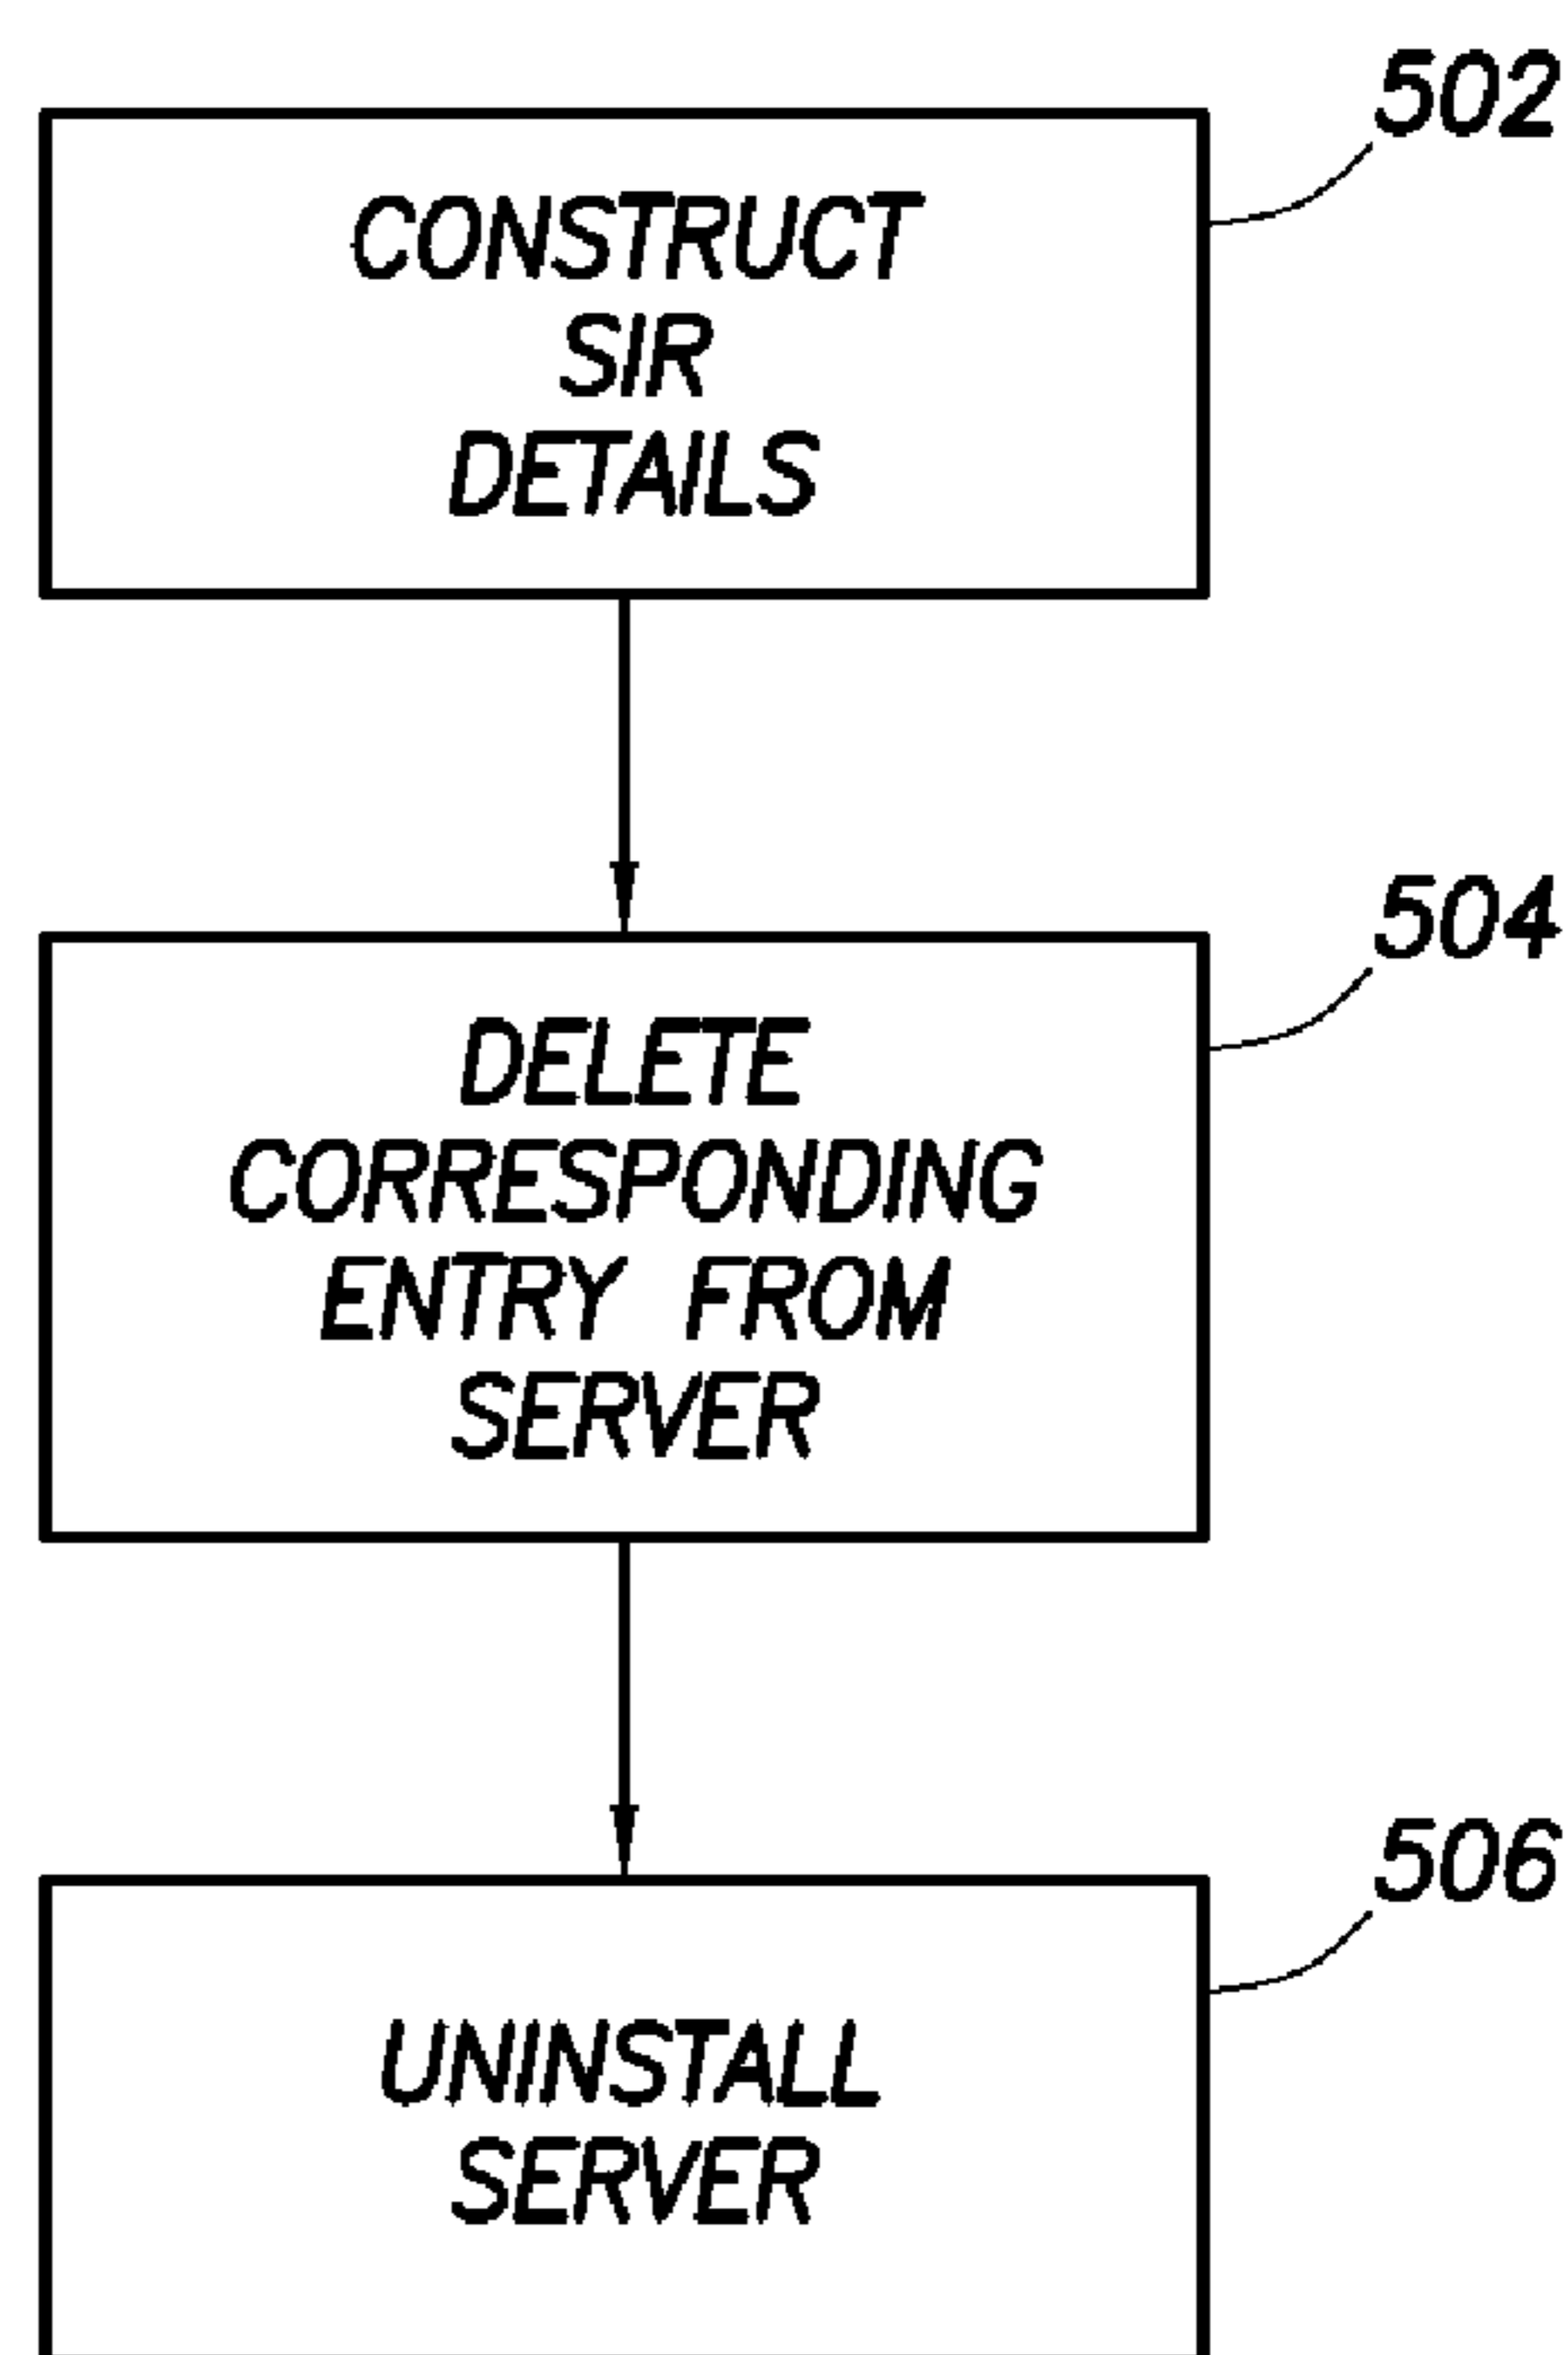 502
CONSTRUCT
SIR
DETAILS
504
DELETE
CORRESPONDING
ENTRY FROM
SERVER
506
UNINSTALL
SERVER